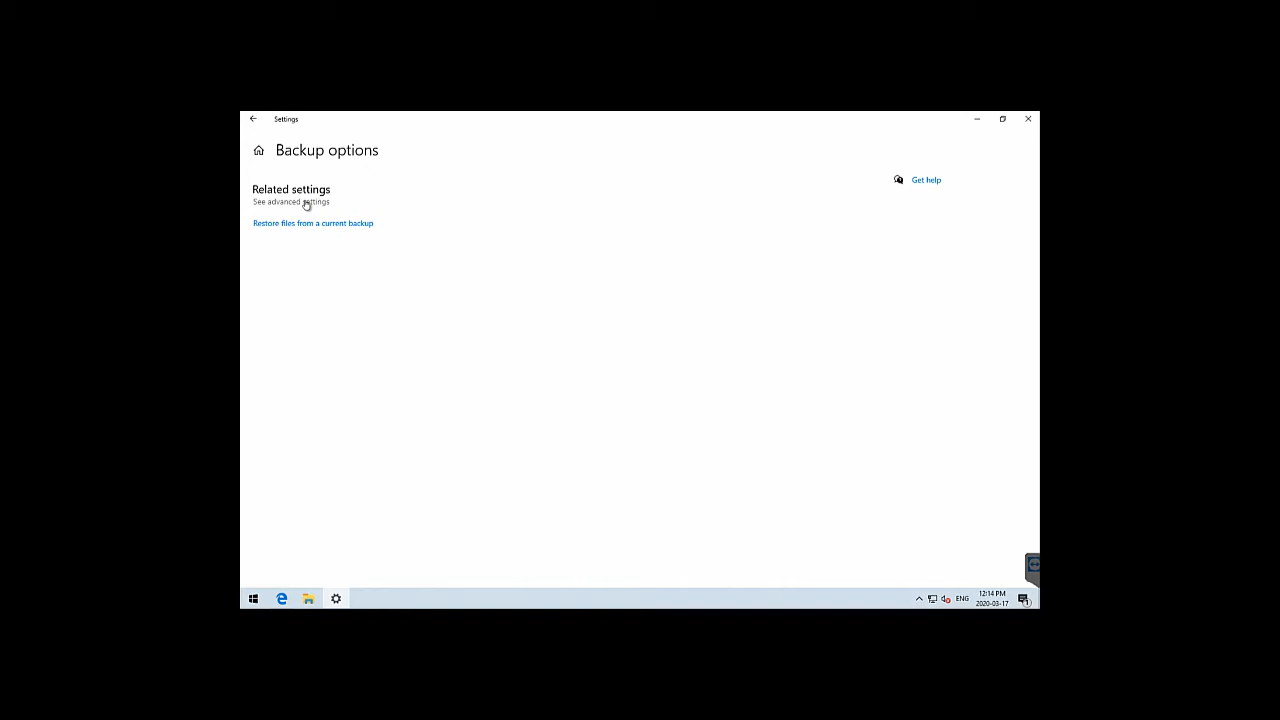 Settings
Backup options
Get help
Related settings
See advanced settings
Restore files from a current backup
ENG
12:14 PM
2020-03-17
1